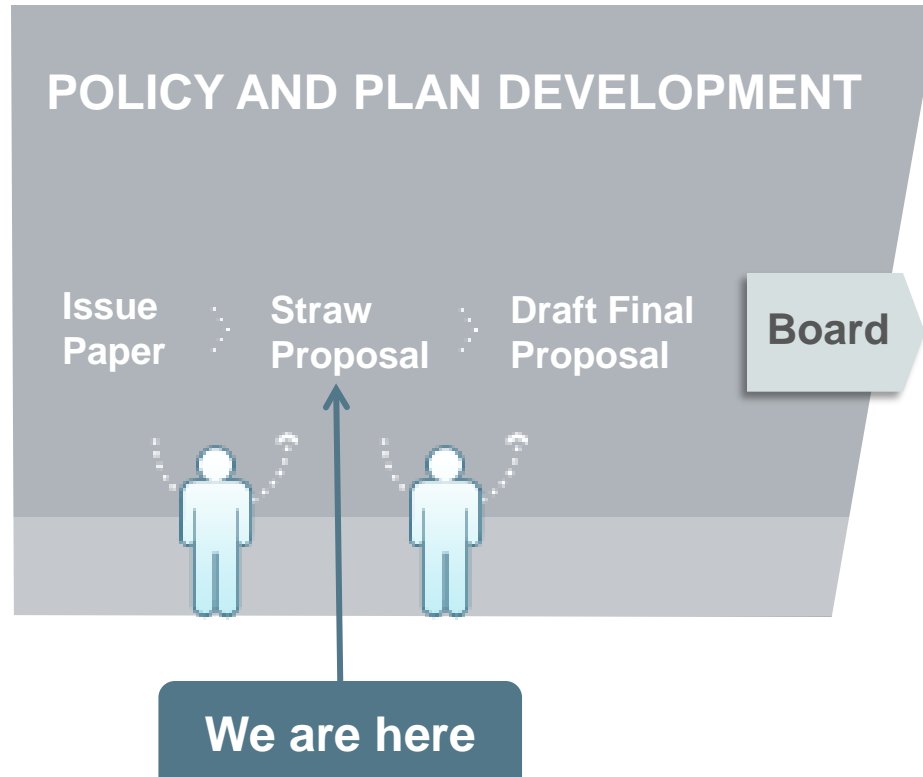 POLICY AND PLAN DEVELOPMENT
Issue
Paper
Straw
Proposal
Draft Final
Proposal
Board
We are here